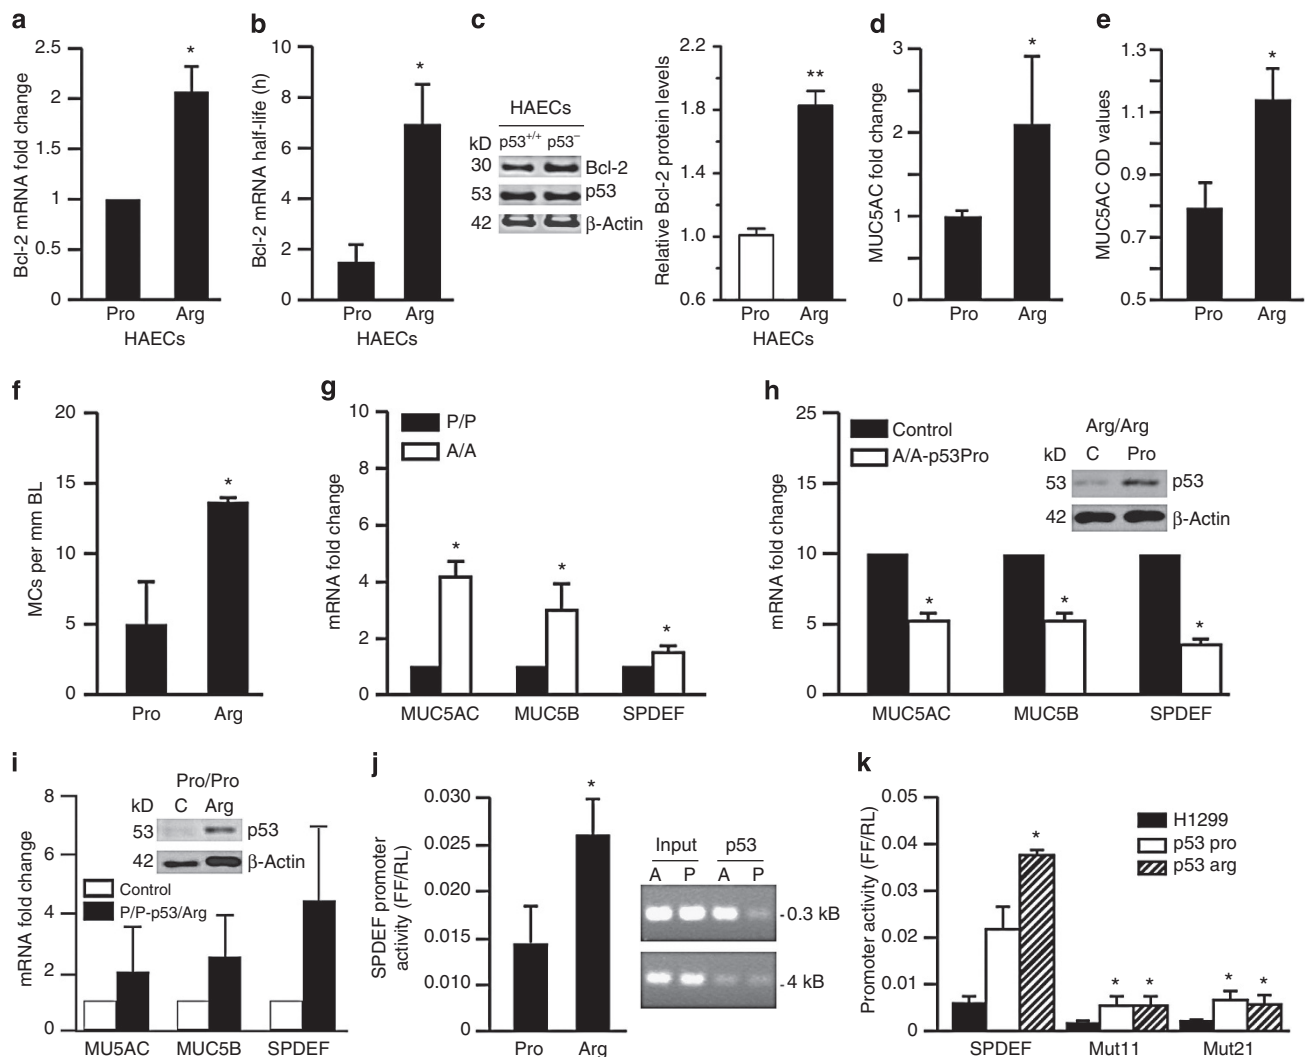 a
Bcl-2 mRNA fold change
2.5
2
1.5
1
0.5
0
*
Pro Arg
HAECs
b
Bcl-2 mRNA half-life (h)
10
8
6
4
2
0
*
Pro Arg
HAECs
c
HAECs
kD p53+/+ p53–
30 Bcl-2
53 p53
42 β-Actin
Relative Bcl-2 protein levels
2.2
1.8
1.4
1.0
0.6
**
Pro Arg
HAECs
d
MUC5AC fold change
3
2
1
0
*
Pro Arg
e
MUC5AC OD values
1.3
1.1
0.9
0.7
0.5
*
Pro Arg
f
MCs per mm BL
20
15
10
5
0
*
Pro Arg
g
mRNA fold change
10
8
6
4
2
0
P/P
A/A
* * *
MUC5AC MUC5B SPDEF
h
mRNA fold change
25
15
10
5
0
Control
A/A-p53Pro
Arg/Arg
kD C Pro
53 p53
42 β-Actin
* * *
MUC5AC MUC5B SPDEF
i
mRNA fold change
8
6
4
2
0
Pro/Pro
kD C Arg
53 p53
42 β-Actin
Control
P/P-p53/Arg
MU5AC MUC5B SPDEF
j
SPDEF promoter
activity (FF/RL)
0.030
0.025
0.020
0.015
0.010
0
*
Pro Arg
Input p53
A P A P
-0.3 kB
-4 kB
k
Promoter activity (FF/RL)
0.05
0.04
0.03
0.02
0.01
0
H1299
p53 pro
p53 arg
* * * * *
SPDEF Mut11 Mut21